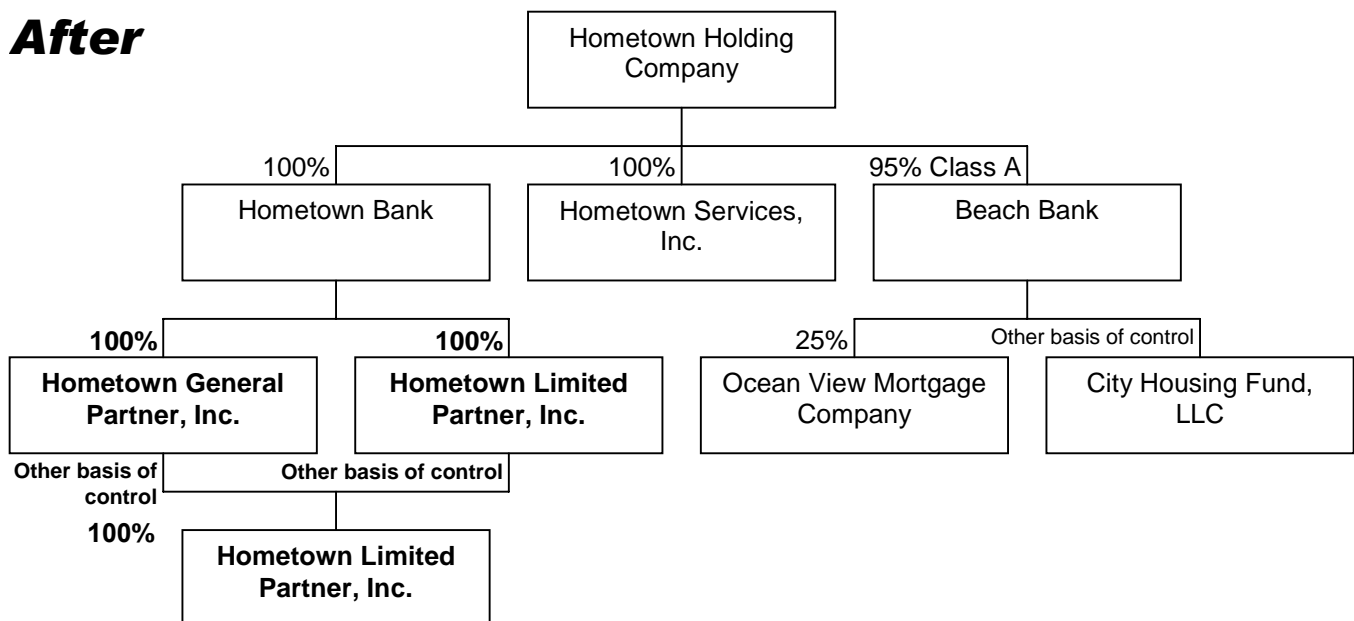 After
Hometown Holding
Company
100%
100%
95% Class A
Hometown Bank
Hometown Services,
Inc.
Beach Bank
100%
100%
25%
Other basis of control
Hometown General
Partner, Inc.
Hometown Limited
Partner, Inc.
Ocean View Mortgage
Company
City Housing Fund,
LLC
Other basis of
control
Other basis of control
100%
Hometown Limited
Partner, Inc.